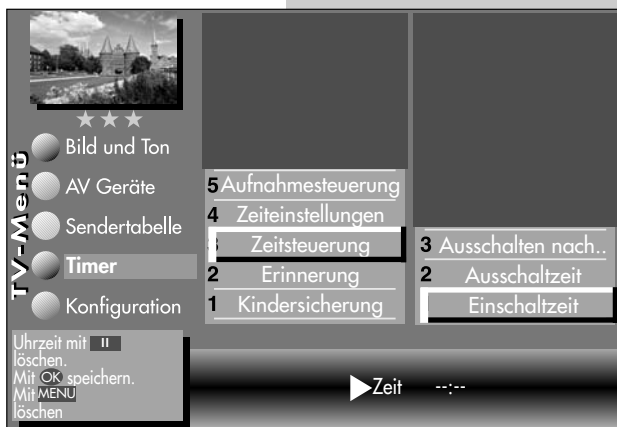 TV-Menü
Bild und Ton
AV Geräte
Sendertabelle
Timer
Konfiguration
5 Aufnahmesteuerung
4 Zeiteinstellungen
3 Zeitsteuerung
2 Erinnerung
1 Kindersicherung
3 Ausschalten nach..
2 Ausschaltzeit
Einschaltzeit
Uhrzeit mit II
löschen.
Mit OK speichern.
Mit MENU
löschen
Zeit --:--